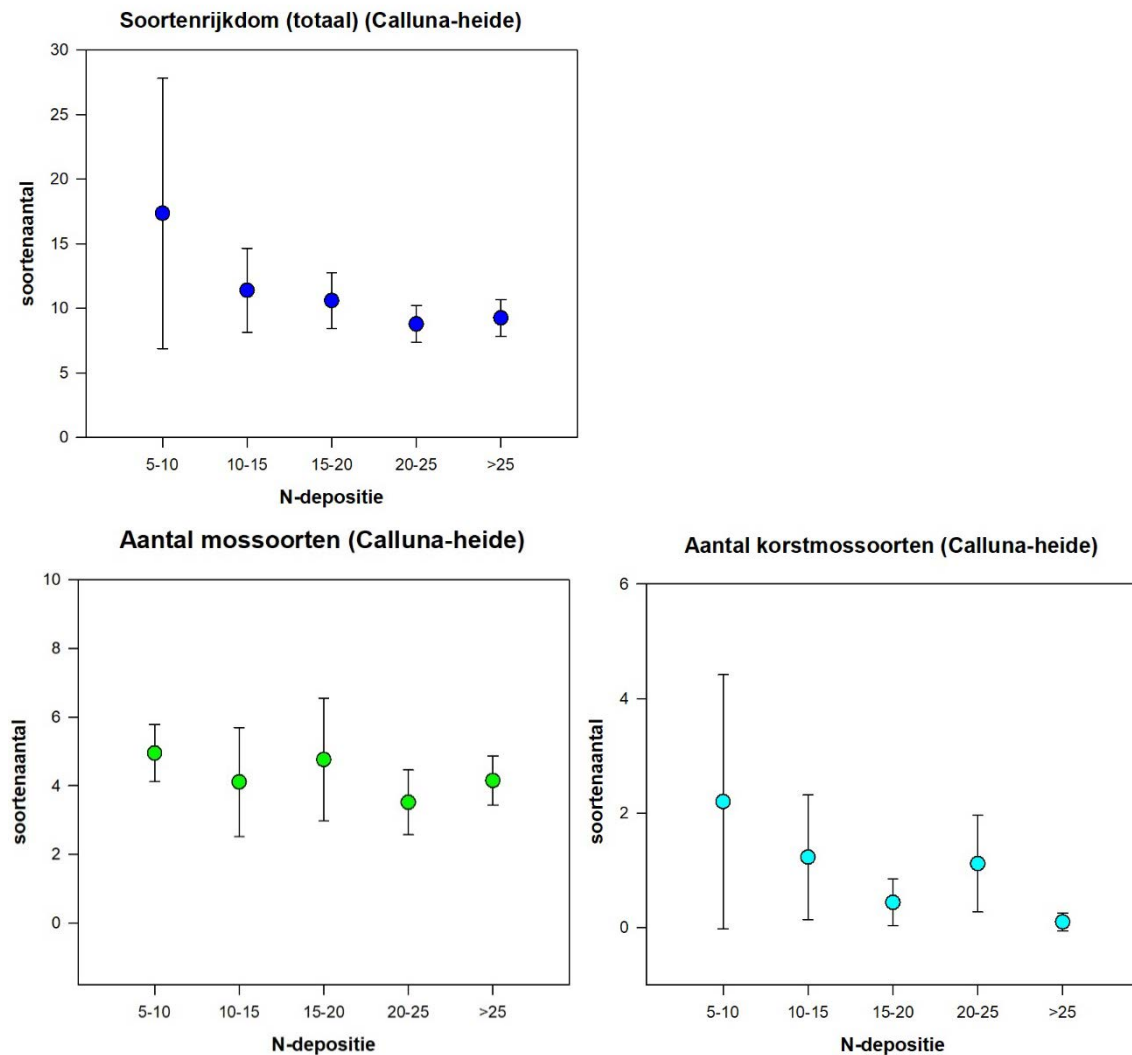 Soortenrijkdom (totaal) (Calluna-heide)
30
25
20
15
10
5
0
soortenaantal
5-10 10-15 15-20 20-25 >25
N-depositie
Aantal mossoorten (Calluna-heide)
10
8
6
4
2
0
soortenaantal
5-10 10-15 15-20 20-25 >25
N-depositie
Aantal korstmossoorten (Calluna-heide)
6
4
2
0
soortenaantal
5-10 10-15 15-20 20-25 >25
N-depositie